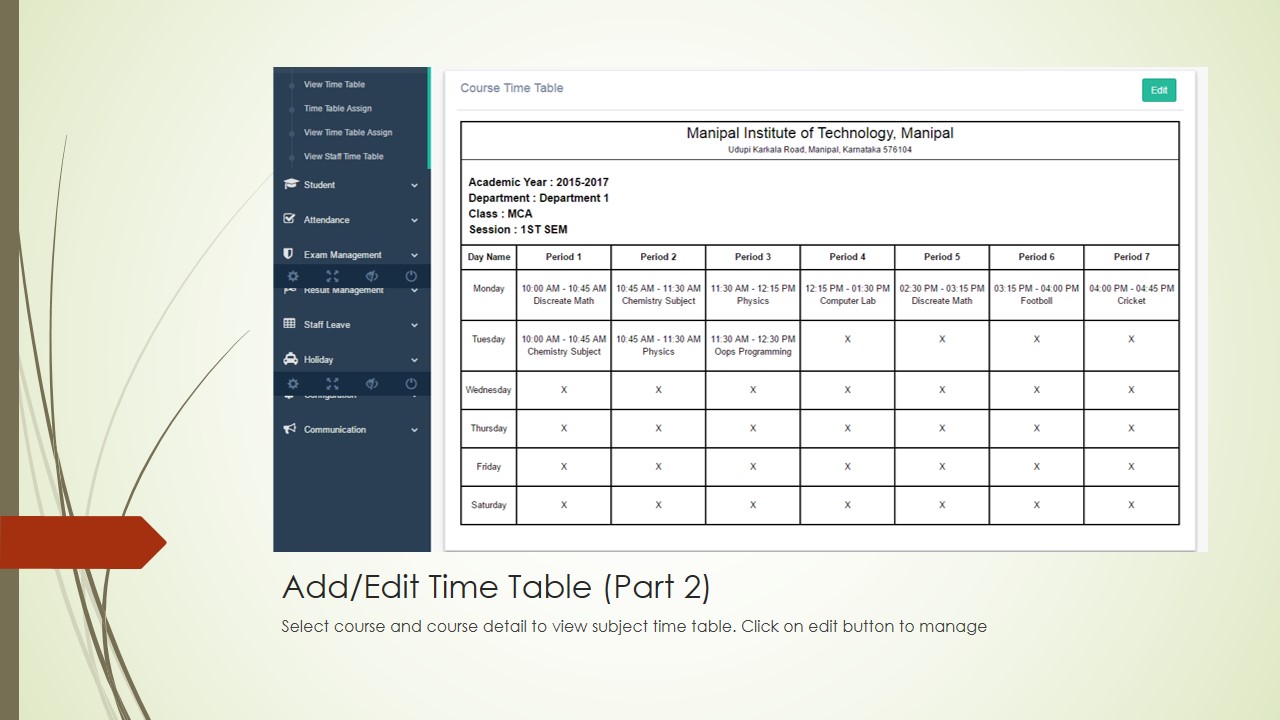 View Time Table
Time Table Assign
View Time Table Assign
View Staff Time Table
Student
Attendance
Exam Management
Result Management
Staff Leave
Holiday
Configuration
Communication
Course Time Table
Edit
Manipal Institute of Technology, Manipal
Udupi Karkala Road, Manipal, Karnataka 576104
Academic Year : 2015-2017
Department : Department 1
Class : MCA
Session : 1ST SEM
Day Name Period 1 Period 2 Period 3 Period 4 Period 5 Period 6 Period 7
Monday 10:00 AM - 10:45 AM 10:45 AM - 11:30 AM 11:30 AM - 12:15 PM 12:15 PM - 01:30 PM 02:30 PM - 03:15 PM 03:15 PM - 04:00 PM 04:00 PM - 04:45 PM
Discreate Math Chemistry Subject Physics Computer Lab Discreate Math Footboll Cricket
Tuesday 10:00 AM - 10:45 AM 10:45 AM - 11:30 AM 11:30 AM - 12:30 PM X X X X
Chemistry Subject Physics Oops Programming
Wednesday X X X X X X X
Thursday X X X X X X X
Friday X X X X X X X
Saturday X X X X X X X
Add/Edit Time Table (Part 2)
Select course and course detail to view subject time table. Click on edit button to manage